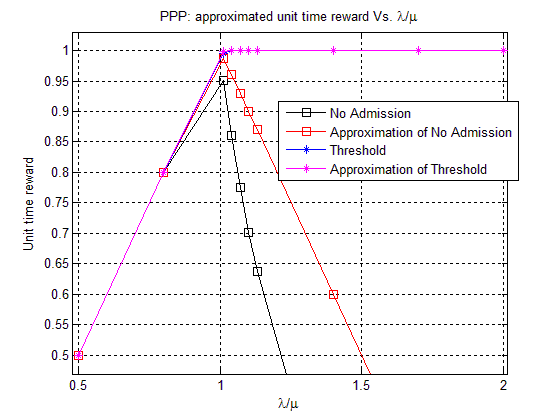 PPP: approximated unit time reward Vs. λ/μ
1
0.95
0.9
0.85
0.8
0.75
0.7
0.65
0.6
0.55
0.5
Unit time reward
No Admission
Approximation of No Admission
Threshold
Approximation of Threshold
0.5
1
1.5
2
λ/μ